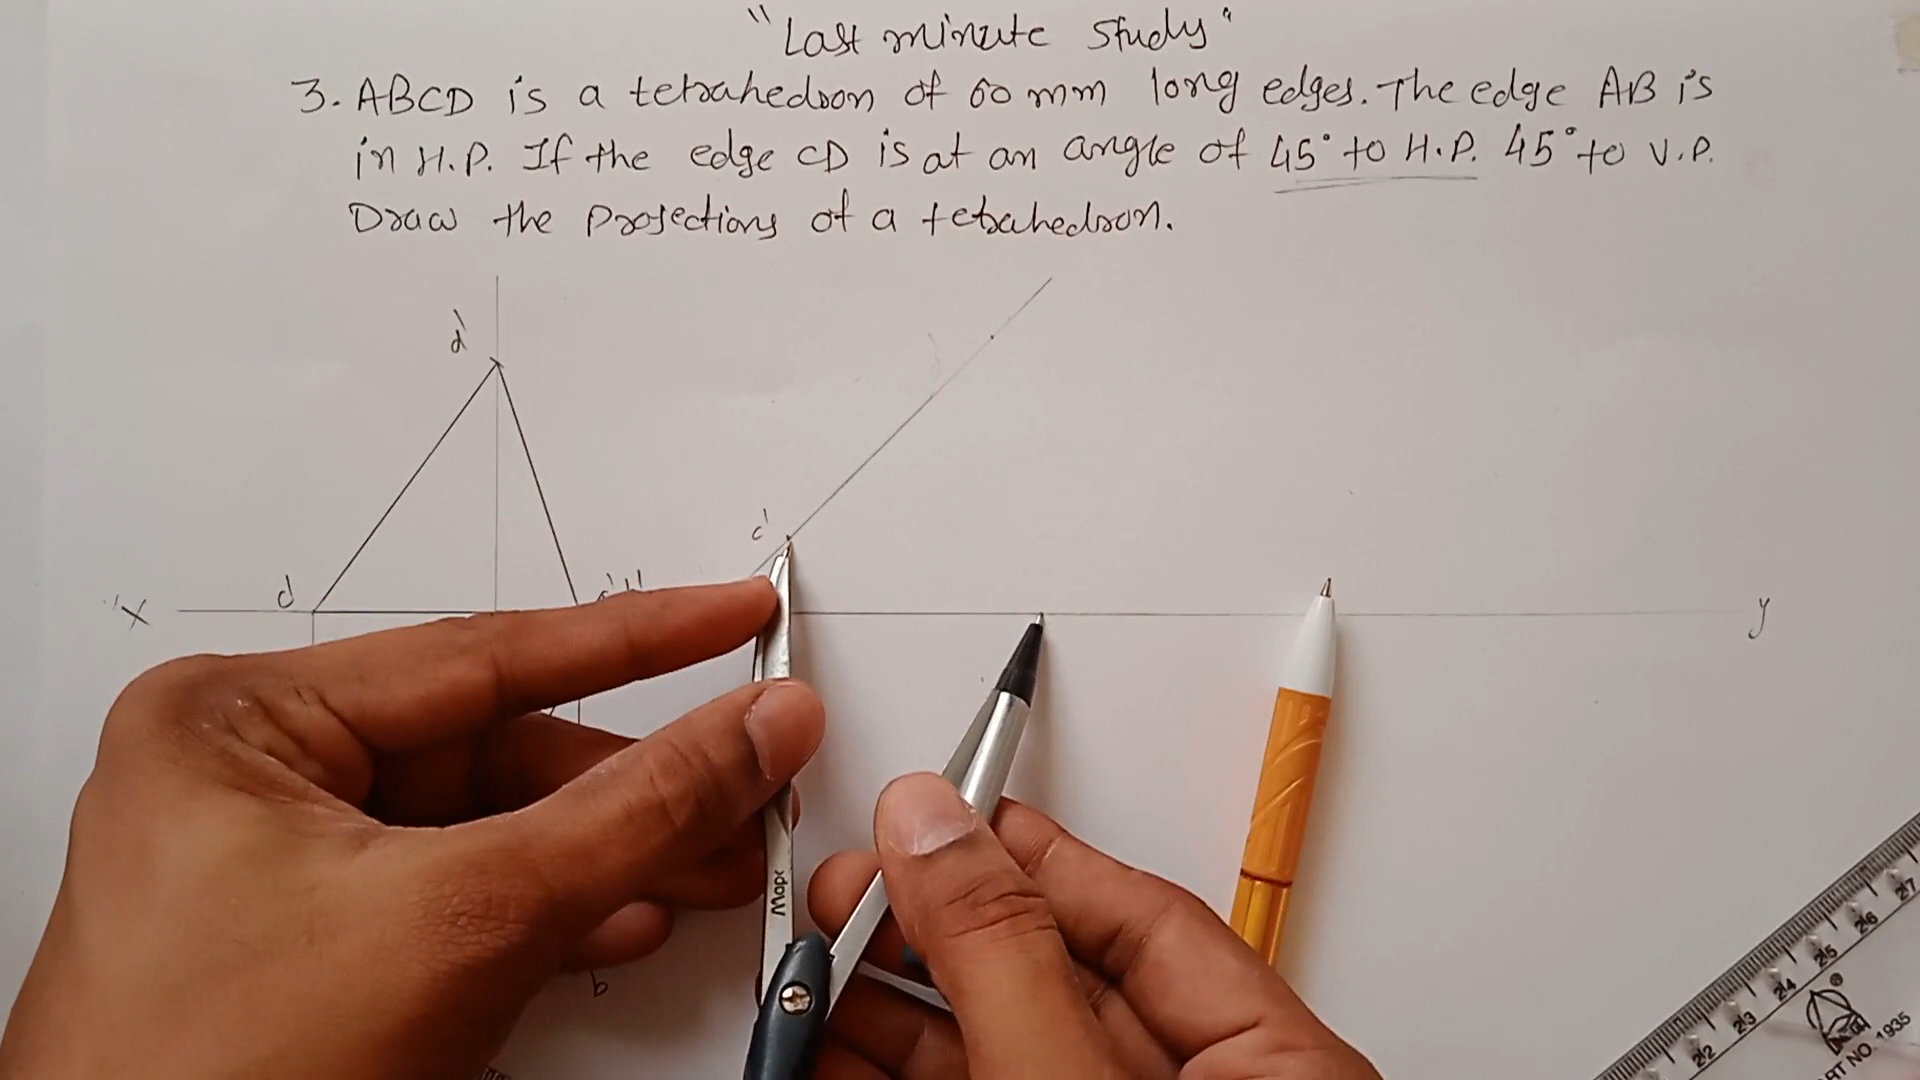 "Last minute study"
3. ABCD is a tetrahedron of 60 mm long edges. The edge AB is
in H.P. If the edge CD is at an angle of 45° to H.P. 45° to V.P.
Draw the projections of a tetrahedron.
d'
c'
d
X
y
b
Maps
27
26
25
24
23
22
RT NO. 1935